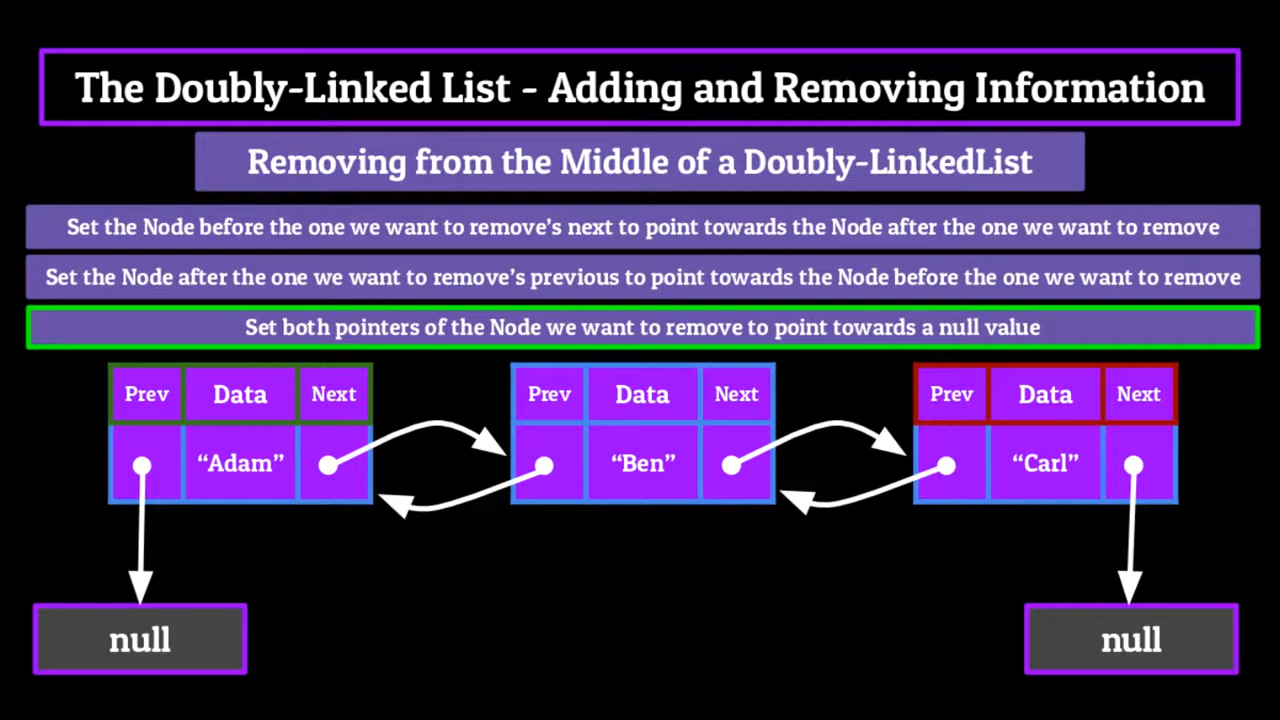 The Doubly-Linked List - Adding and Removing Information
Removing from the Middle of a Doubly-LinkedList
Set the Node before the one we want to remove's next to point towards the Node after the one we want to remove
Set the Node after the one we want to remove's previous to point towards the Node before the one we want to remove
Set both pointers of the Node we want to remove to point towards a null value
Prev Data Next Prev Data Next Prev Data Next
“Adam” “Ben” “Carl”
null null